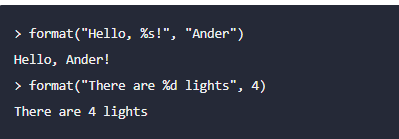 > format("Hello, %s!", "Ander")
Hello, Ander!
> format("There are %d lights", 4)
There are 4 lights